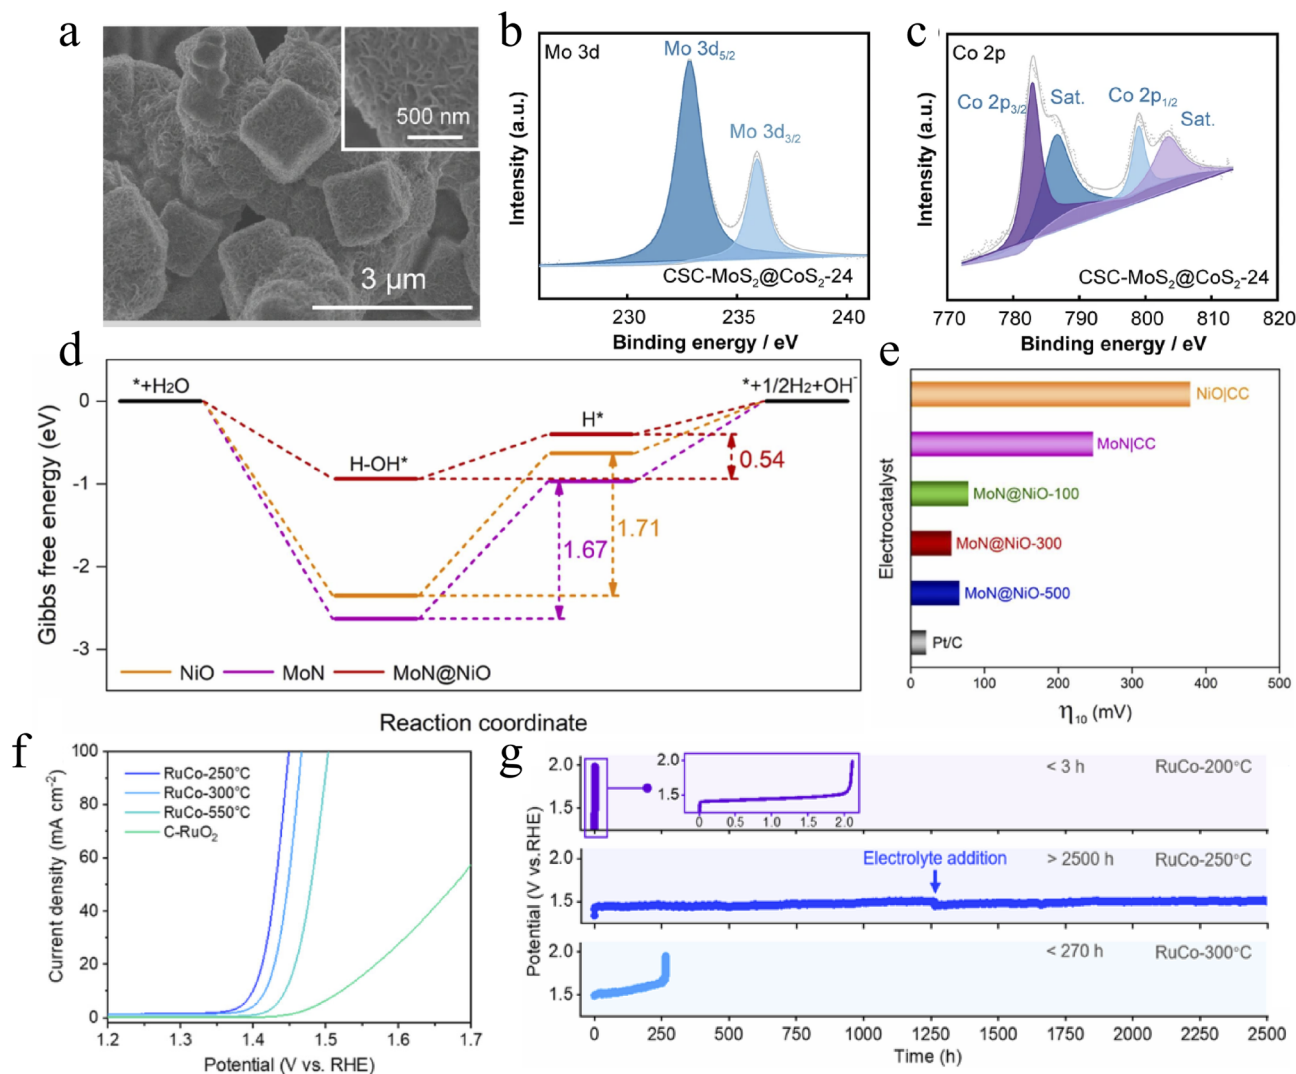 a
500 nm
3 μm
b
Mo 3d
Mo 3d5/2
Mo 3d3/2
CSC-MoS2@CoS2-24
Intensity (a.u.)
230 235 240
Binding energy / eV
c
Co 2p
Co 2p3/2
Sat.
Co 2p1/2
Sat.
CSC-MoS2@CoS2-24
Intensity (a.u.)
770 780 790 800 810 820
Binding energy / eV
d
*+H2O
H-OH*
H*
*+1/2H2+OH-
0.54
1.71
1.67
0
-1
-2
-3
Gibbs free energy (eV)
NiO MoN MoN@NiO
Reaction coordinate
e
NiO|CC
MoN|CC
MoN@NiO-100
MoN@NiO-300
MoN@NiO-500
Pt/C
Electrocatalyst
0 100 200 300 400 500
η10 (mV)
f
100
80
60
40
20
0
Current density (mA cm-2)
RuCo-250°C
RuCo-300°C
RuCo-550°C
C-RuO2
1.2 1.3 1.4 1.5 1.6 1.7
Potential (V vs. RHE)
g
2.0
1.5
2.0
1.5
0 0.5 1.0 1.5 2.0
< 3 h RuCo-200°C
2.0
1.5
Electrolyte addition
> 2500 h RuCo-250°C
2.0
1.5
< 270 h RuCo-300°C
Potential (V vs.RHE)
0 250 500 750 1000 1250 1500 1750 2000 2250 2500
Time (h)